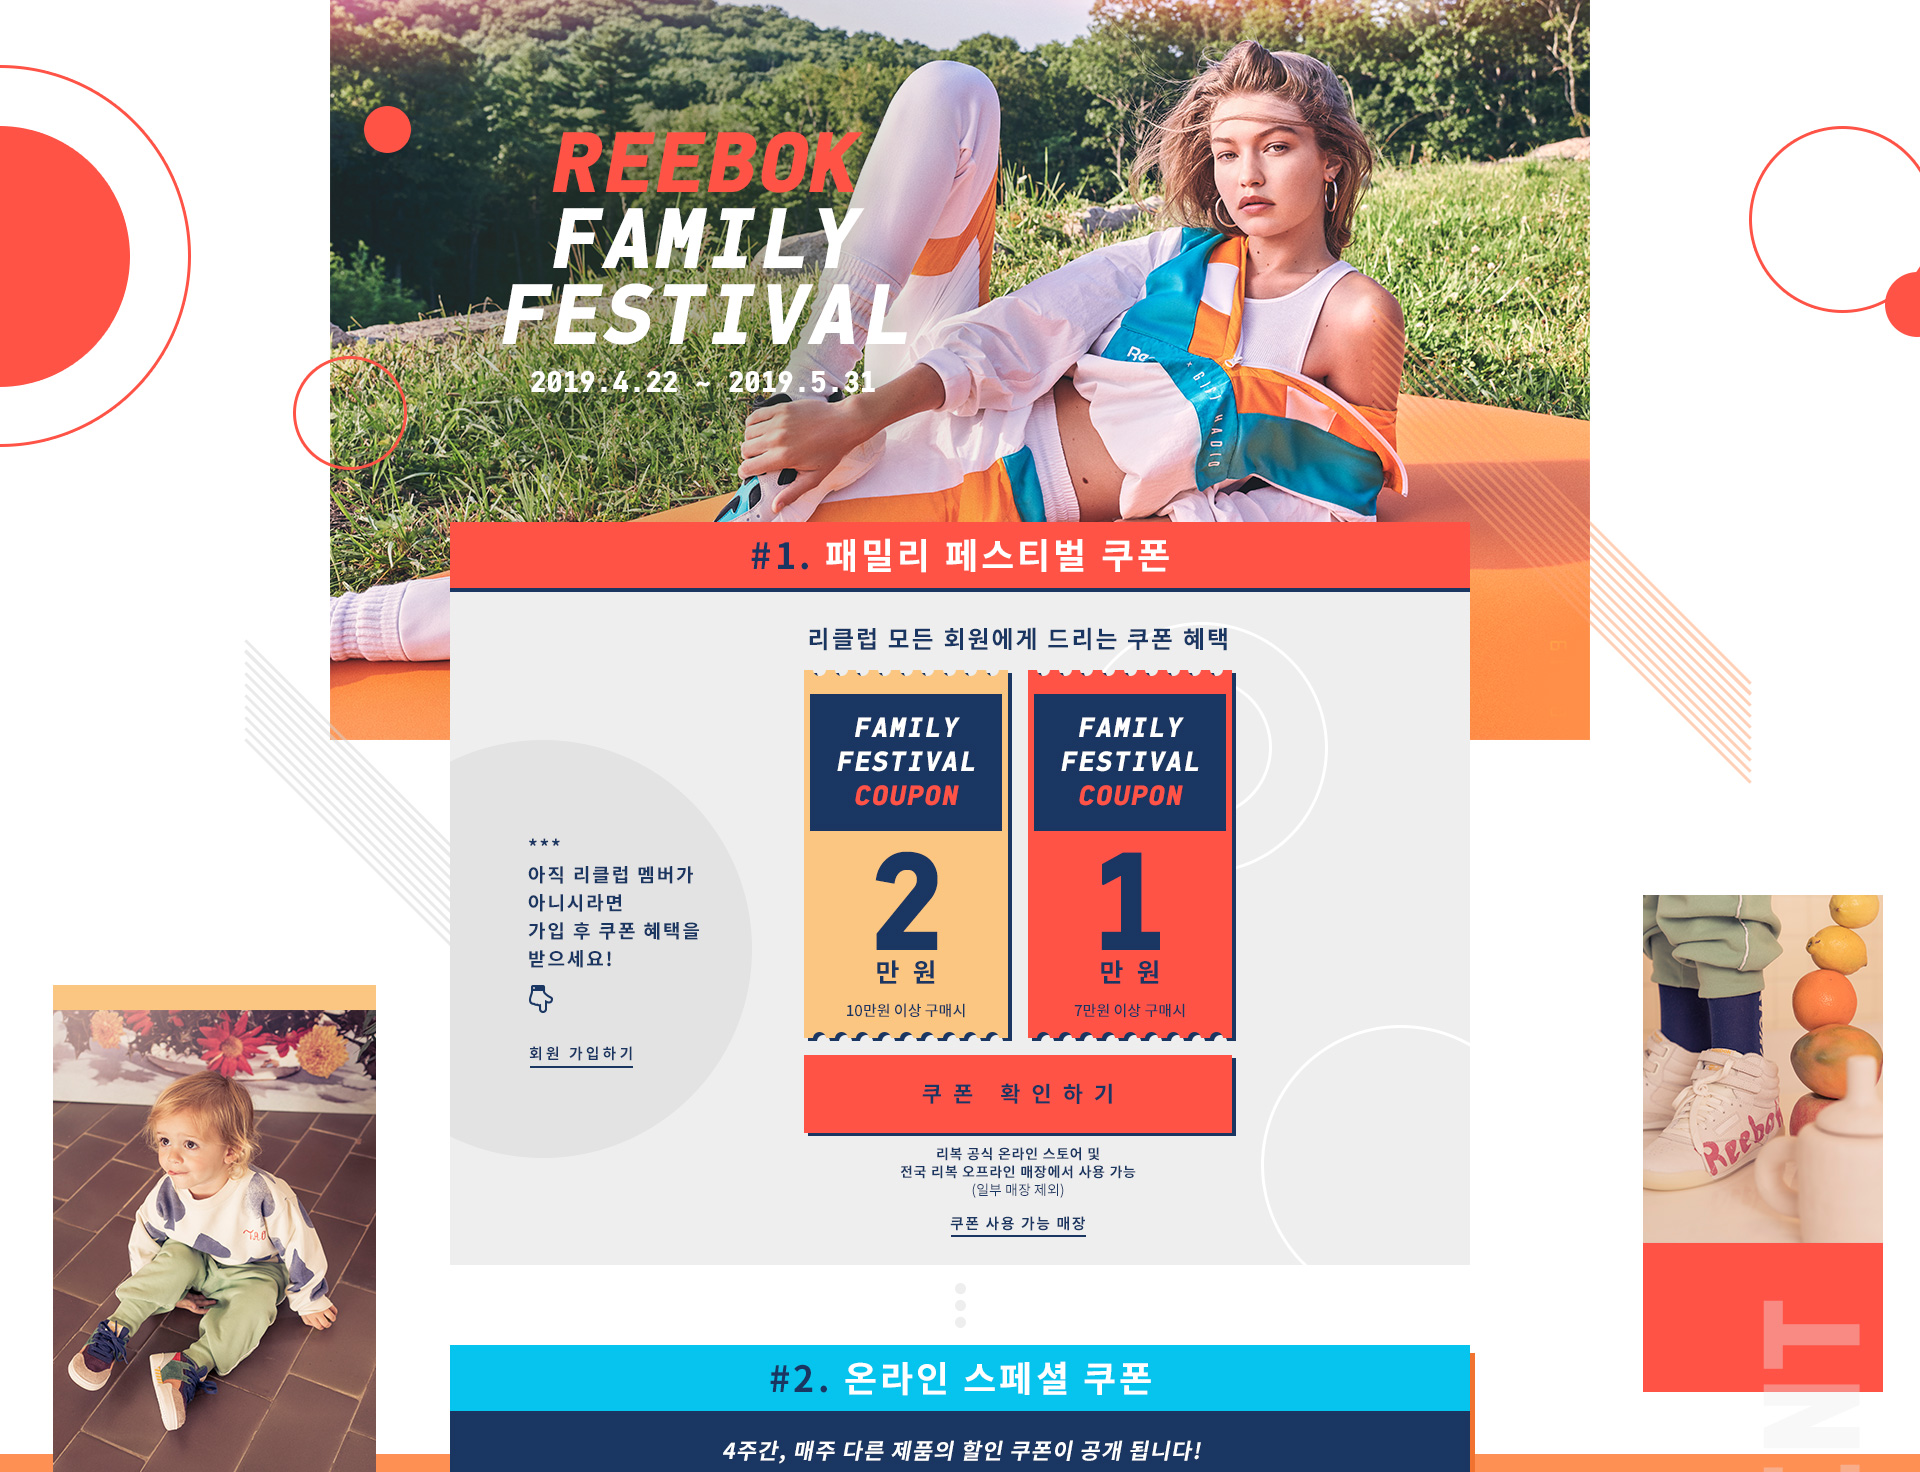 REEBOK
FAMILY
FESTIVAL
2019.4.22 ~ 2019.5.31
#1. 패밀리 페스티벌 쿠폰
리클럽 모든 회원에게 드리는 쿠폰 혜택
FAMILY
FESTIVAL
COUPON
2
만 원
10만원 이상 구매시
FAMILY
FESTIVAL
COUPON
1
만 원
7만원 이상 구매시
***
아직 리클럽 멤버가
아니시라면
가입 후 쿠폰 혜택을
받으세요!
회원 가입하기
쿠폰 확인하기
리복 공식 온라인 스토어 및
전국 리복 오프라인 매장에서 사용 가능
(일부 매장 제외)
쿠폰 사용 가능 매장
Reebok
#2. 온라인 스페셜 쿠폰
4주간, 매주 다른 제품의 할인 쿠폰이 공개 됩니다!